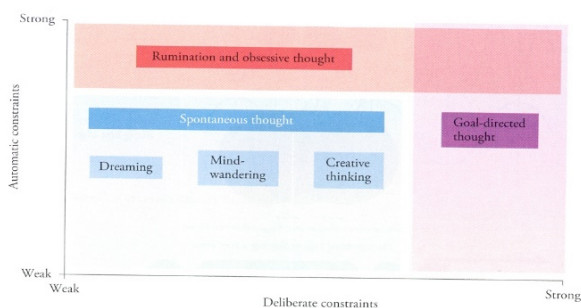 Strong
Rumination and obsessive thought
Spontaneous thought
Goal-directed
thought
Dreaming
Mind-
wandering
Creative
thinking
Automatic constraints
Weak
Weak
Strong
Deliberate constraints